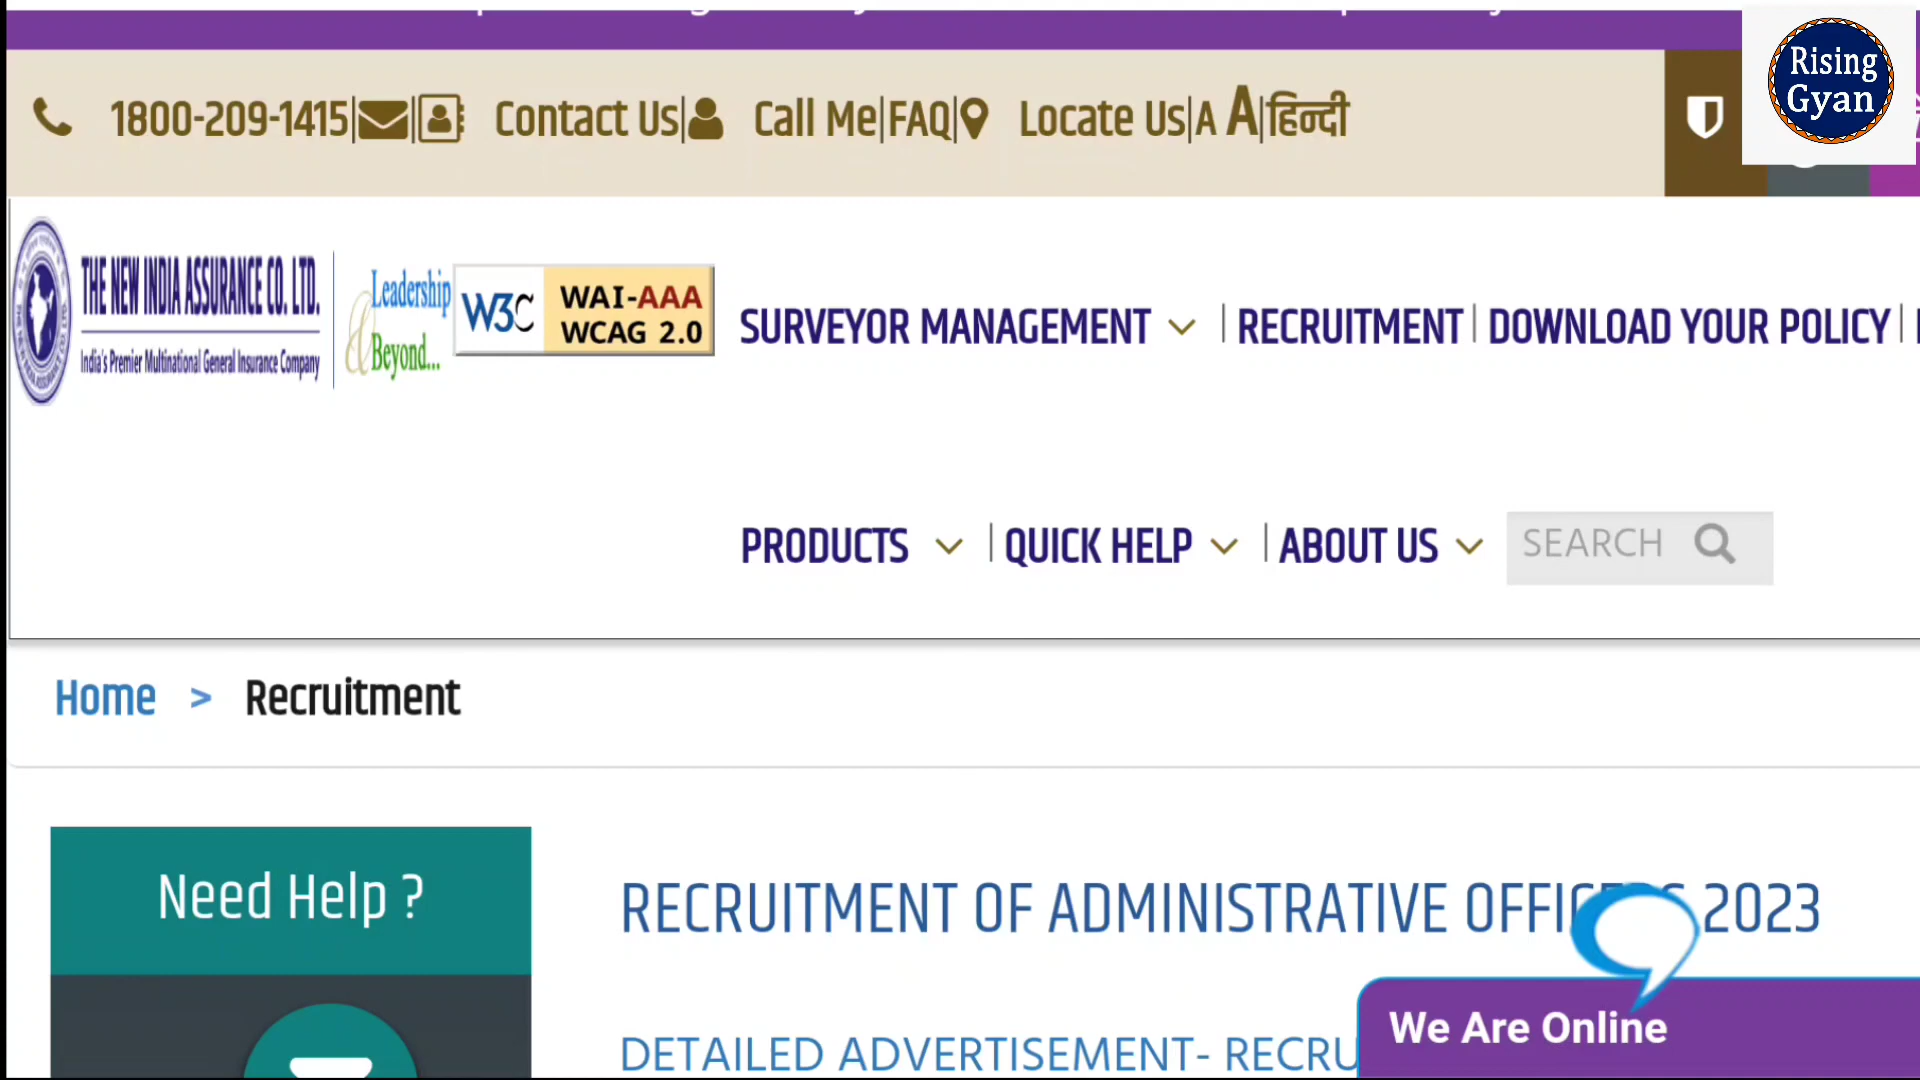 Rising
Gyan
1800-209-1415| | Contact Us| Call Me|FAQ| Locate Us|A A|हिन्दी
THE NEW INDIA ASSURANCE CO. LTD.
India's Premier Multinational General Insurance Company
Leadership
& Beyond...
W3C WAI-AAA
WCAG 2.0
SURVEYOR MANAGEMENT | RECRUITMENT | DOWNLOAD YOUR POLICY |
PRODUCTS | QUICK HELP | ABOUT US SEARCH
Home > Recruitment
Need Help ?
RECRUITMENT OF ADMINISTRATIVE 2023
DETAILED ADVERTISEMENT-
We Are Online